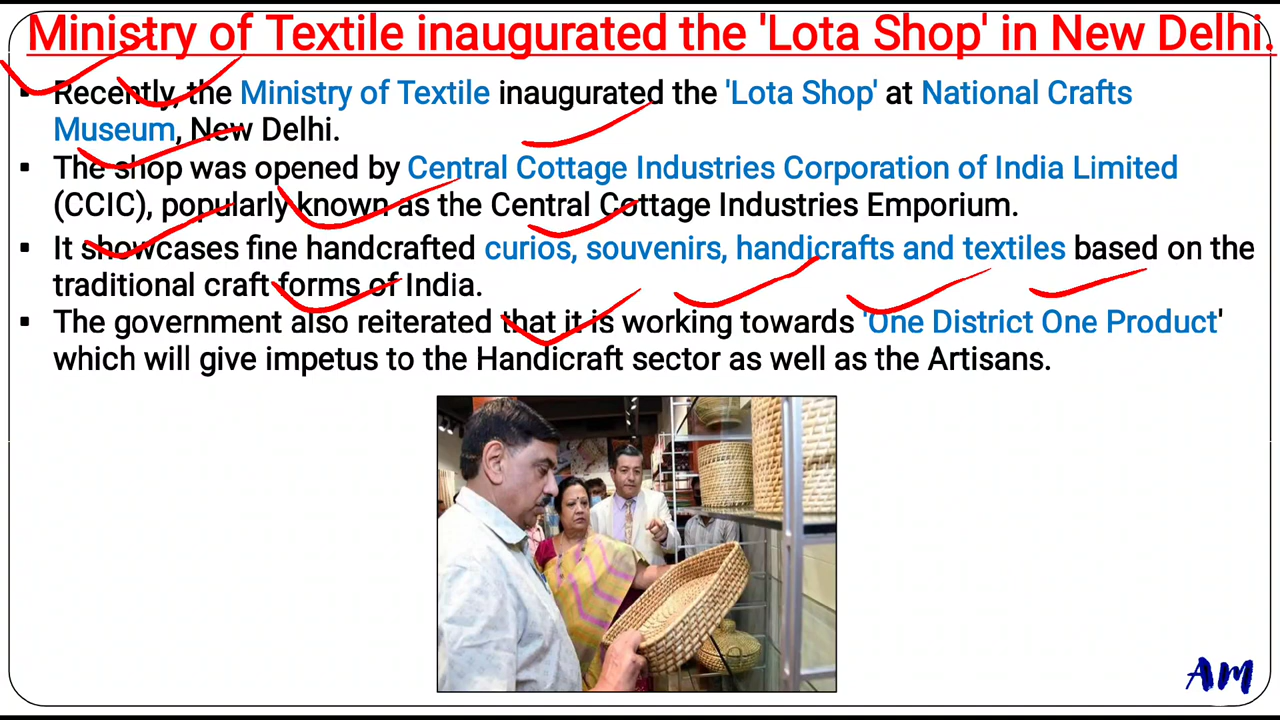 Ministry of Textile inaugurated the 'Lota Shop' in New Delhi.
▪ Recently, the Ministry of Textile inaugurated the 'Lota Shop' at National Crafts
Museum, New Delhi.
▪ The shop was opened by Central Cottage Industries Corporation of India Limited
(CCIC), popularly known as the Central Cottage Industries Emporium.
▪ It showcases fine handcrafted curios, souvenirs, handicrafts and textiles based on the
traditional craft forms of India.
▪ The government also reiterated that it is working towards 'One District One Product'
which will give impetus to the Handicraft sector as well as the Artisans.
AM